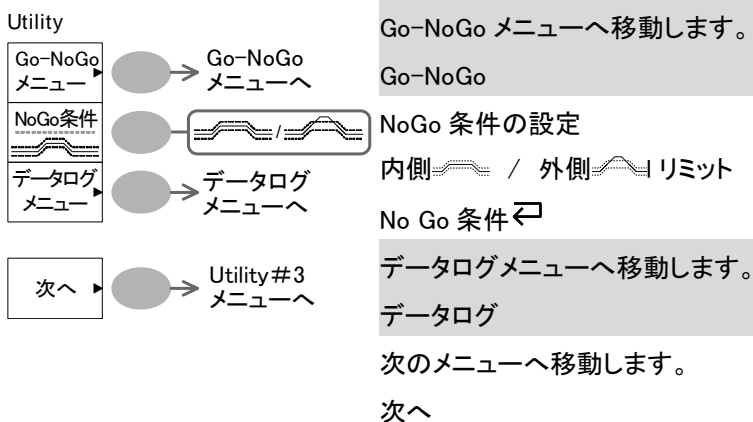 Utility
Go-NoGo
メニュー
Go-NoGo
メニューへ
NoGo条件
/
データログ
メニュー
データログ
メニューへ
次へ
Utility#3
メニューへ
Go-NoGo メニューへ移動します。
Go-NoGo
NoGo 条件の設定
内側 / 外側 リミット
No Go 条件
データログメニューへ移動します。
データログ
次のメニューへ移動します。
次へ